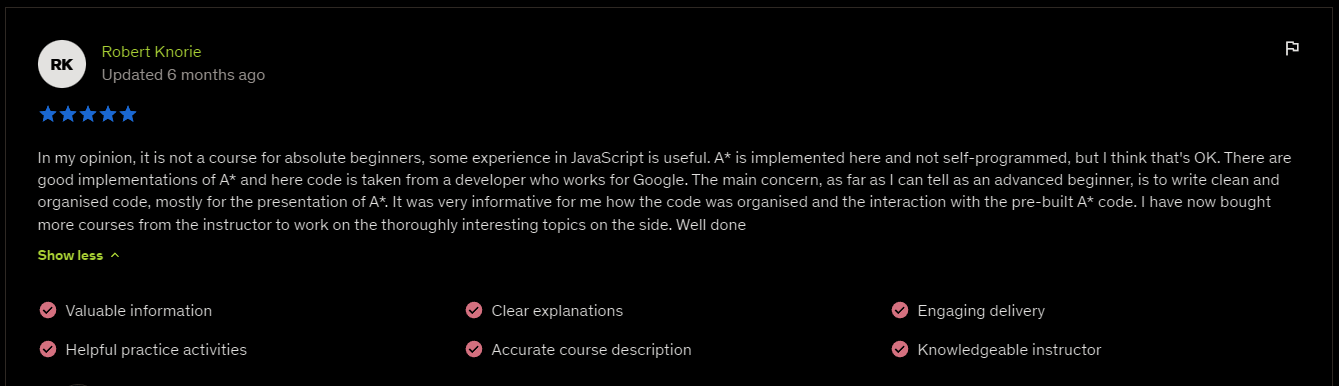 RK
Robert Knorie
Updated 6 months ago
In my opinion, it is not a course for absolute beginners, some experience in JavaScript is useful. A* is implemented here and not self-programmed, but I think that's OK. There are
good implementations of A* and here code is taken from a developer who works for Google. The main concern, as far as I can tell as an advanced beginner, is to write clean and
organised code, mostly for the presentation of A*. It was very informative for me how the code was organised and the interaction with the pre-built A* code. I have now bought
more courses from the instructor to work on the thoroughly interesting topics on the side. Well done
Show less
Valuable information
Clear explanations
Engaging delivery
Helpful practice activities
Accurate course description
Knowledgeable instructor